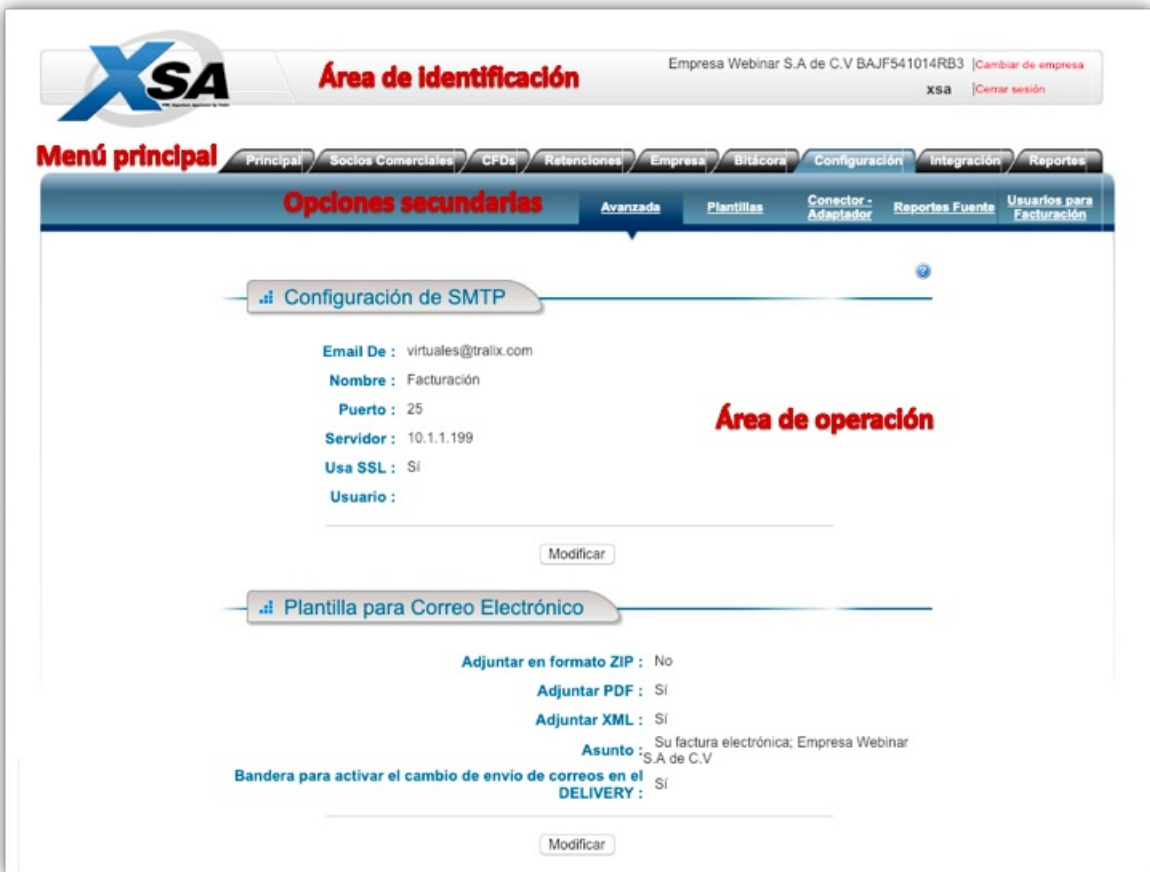 XSA
Área de identificación
Empresa Webinar S.A de C.V BAJF541014RB3 |Cambiar de empresa
xsa |Cerrar sesión
Menú principal
Principal Socios Comerciales CFDs Retenciones Empresa Bitácora Configuración Integración Reportes
Opciones secundarias
Avanzada Plantillas Conector - Adaptador Reportes Fuente Usuarios para Facturación
Configuración de SMTP
Email De : virtuales@tralix.com
Nombre : Facturación
Puerto : 25
Área de operación
Servidor : 10.1.1.199
Usa SSL : Sí
Usuario :
Modificar
Plantilla para Correo Electrónico
Adjuntar en formato ZIP : No
Adjuntar PDF : Sí
Adjuntar XML : Sí
Asunto : Su factura electrónica; Empresa Webinar
S.A de C.V
Bandera para activar el cambio de envío de correos en el
DELIVERY : Sí
Modificar